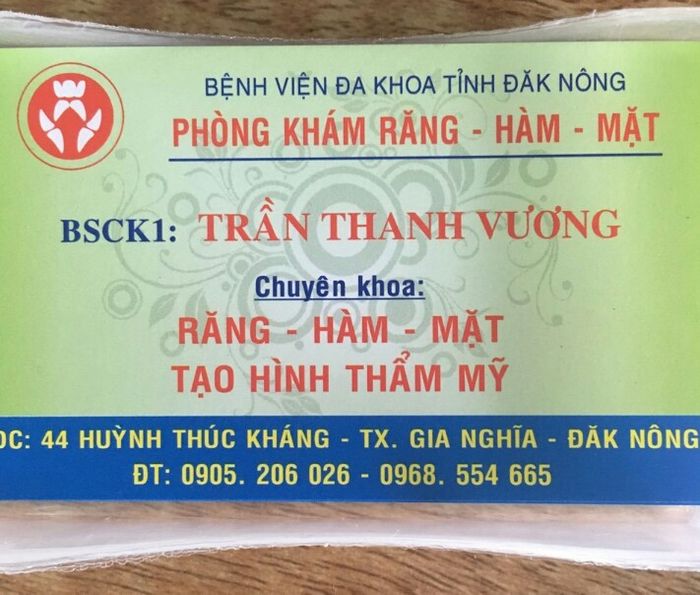 BỆNH VIỆN ĐA KHOA TỈNH ĐĂK NÔNG
PHÒNG KHÁM RĂNG - HÀM - MẶT
BSCK1: TRẦN THANH VƯƠNG
Chuyên khoa:
RĂNG - HÀM - MẶT
TẠO HÌNH THẨM MỸ
ĐC: 44 HUỲNH THÚC KHÁNG - TX. GIA NGHĨA - ĐĂK NÔNG
ĐT: 0905. 206 026 - 0968. 554 665